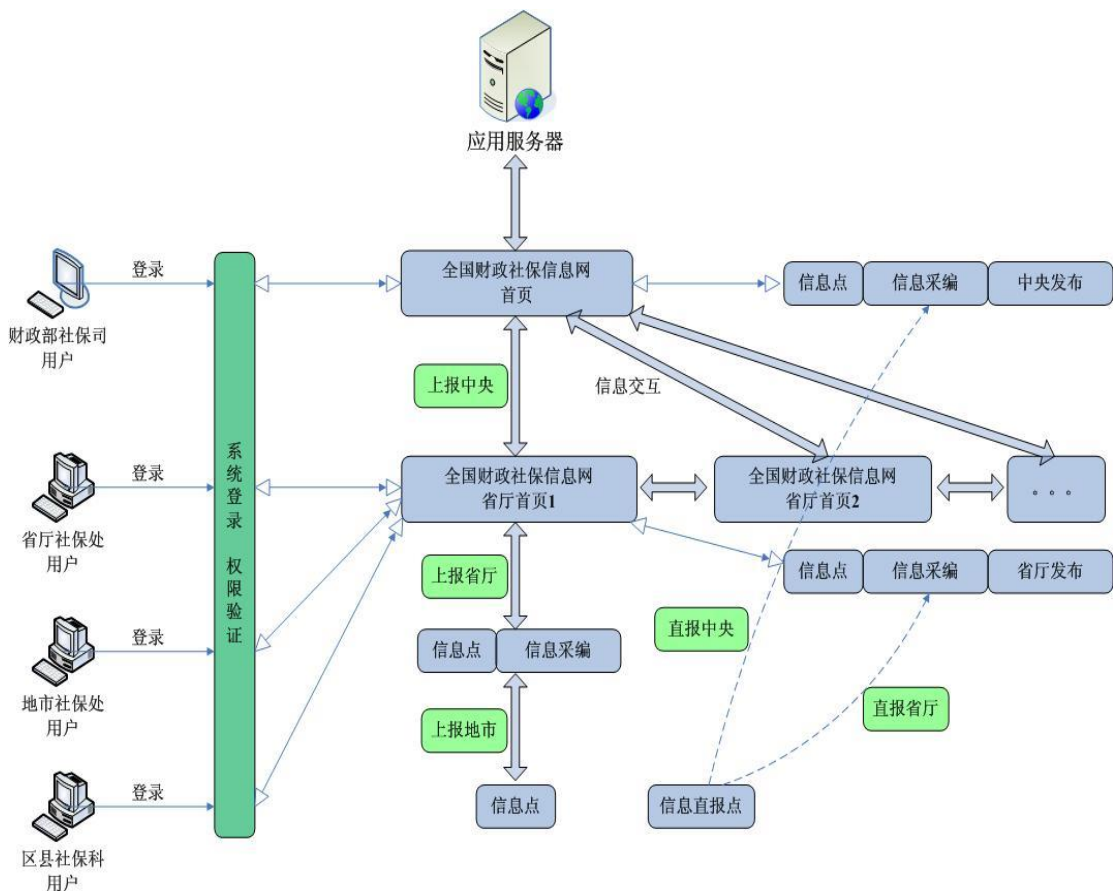 应用服务器
登录
财政部社保司
用户
全国财政社保信息网
首页
信息点
信息采编
中央发布
上报中央
信息交互
系统登录 权限验证
登录
省厅社保处
用户
全国财政社保信息网
省厅首页1
全国财政社保信息网
省厅首页2
。。。
上报省厅
信息点
信息采编
省厅发布
登录
地市社保处
用户
信息点
信息采编
直报中央
上报地市
直报省厅
登录
区县社保科
用户
信息点
信息直报点